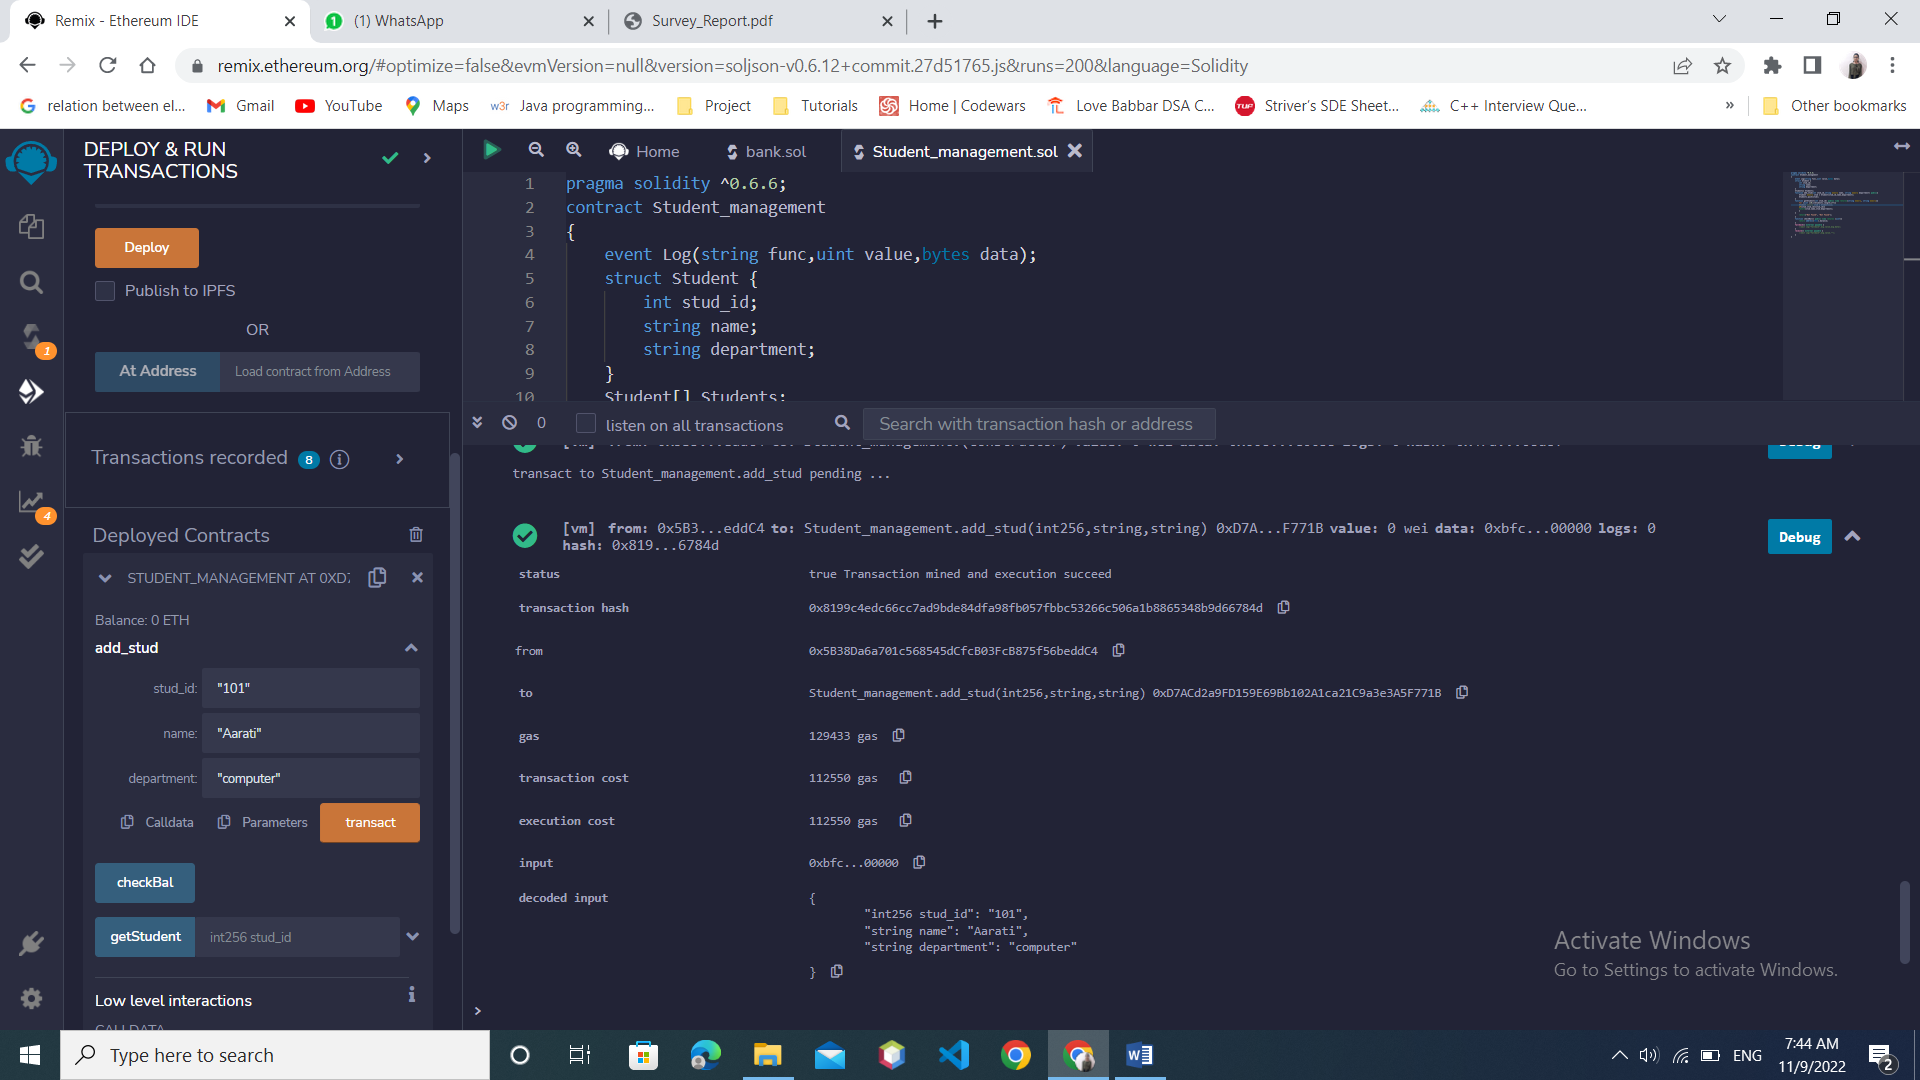 Remix - Ethereum IDE
(1) WhatsApp
Survey_Report.pdf
remix.ethereum.org/#optimize=false&evmVersion=null&version=soljson-v0.6.12+commit.27d51765.js&runs=200&language=Solidity
relation between el...
Gmail
YouTube
Maps
w3r Java programming...
Project
Tutorials
Home | Codewars
Love Babbar DSA C...
TUF Striver's SDE Sheet...
C++ Interview Que...
»
Other bookmarks
DEPLOY & RUN
TRANSACTIONS
Deploy
Publish to IPFS
OR
At Address
Load contract from Address
1
4
Transactions recorded 8 i
Deployed Contracts
STUDENT_MANAGEMENT AT 0XD7
Balance: 0 ETH
add_stud
stud_id: "101"
name: "Aarati"
department: "computer"
Calldata
Parameters
transact
checkBal
getStudent
int256 stud_id
Low level interactions
i
CALLDATA
Home
bank.sol
Student_management.sol
1 pragma solidity ^0.6.6;
2 contract Student_management
3 {
4 event Log(string func,uint value,bytes data);
5 struct Student {
6 int stud_id;
7 string name;
8 string department;
9 }
10 Student[] Students;
0
listen on all transactions
Search with transaction hash or address
Debug
transact to Student_management.add_stud pending ...
[vm] from: 0x5B3...eddC4 to: Student_management.add_stud(int256,string,string) 0xD7A...F771B value: 0 wei data: 0xbfc...00000 logs: 0
hash: 0x819...6784d
Debug
status true Transaction mined and execution succeed
transaction hash 0x8199c4edc66cc7ad9bde84dfa98fb057fbbc53266c506a1b8865348b9d66784d
from 0x5B38Da6a701c568545dCfcB03FcB875f56beddC4
to Student_management.add_stud(int256,string,string) 0xD7ACd2a9FD159E69Bb102A1ca21C9a3e3A5F771B
gas 129433 gas
transaction cost 112550 gas
execution cost 112550 gas
input 0xbfc...00000
decoded input {
"int256 stud_id": "101",
"string name": "Aarati",
"string department": "computer"
}
>
Activate Windows
Go to Settings to activate Windows.
Type here to search
ENG
7:44 AM
11/9/2022
2